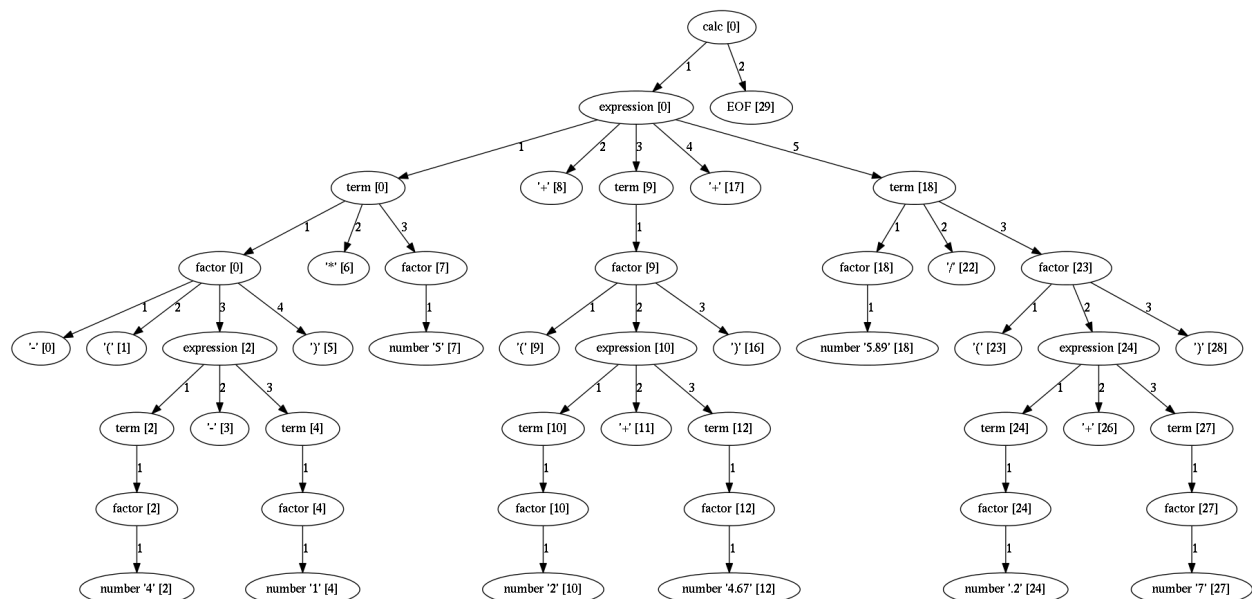 calc [0]
1 2
expression [0] EOF [29]
1 2 3 4 5
term [0] '+' [8] term [9] '+' [17] term [18]
1 2 3 1 1 2 3
factor [0] '*' [6] factor [7] factor [9] factor [18] '/' [22] factor [23]
1 2 3 4 1 1 2 3 1 1 2 3
'-' [0] '(' [1] expression [2] ')' [5] number '5' [7] '(' [9] expression [10] ')' [16] number '5.89' [18] '(' [23] expression [24] ')' [28]
1 2 3 1 2 3 1 2 3
term [2] '-' [3] term [4] term [10] '+' [11] term [12] term [24] '+' [26] term [27]
1 1 1 1 1 1
factor [2] factor [4] factor [10] factor [12] factor [24] factor [27]
1 1 1 1 1 1
number '4' [2] number '1' [4] number '2' [10] number '4.67' [12] number '.2' [24] number '7' [27]